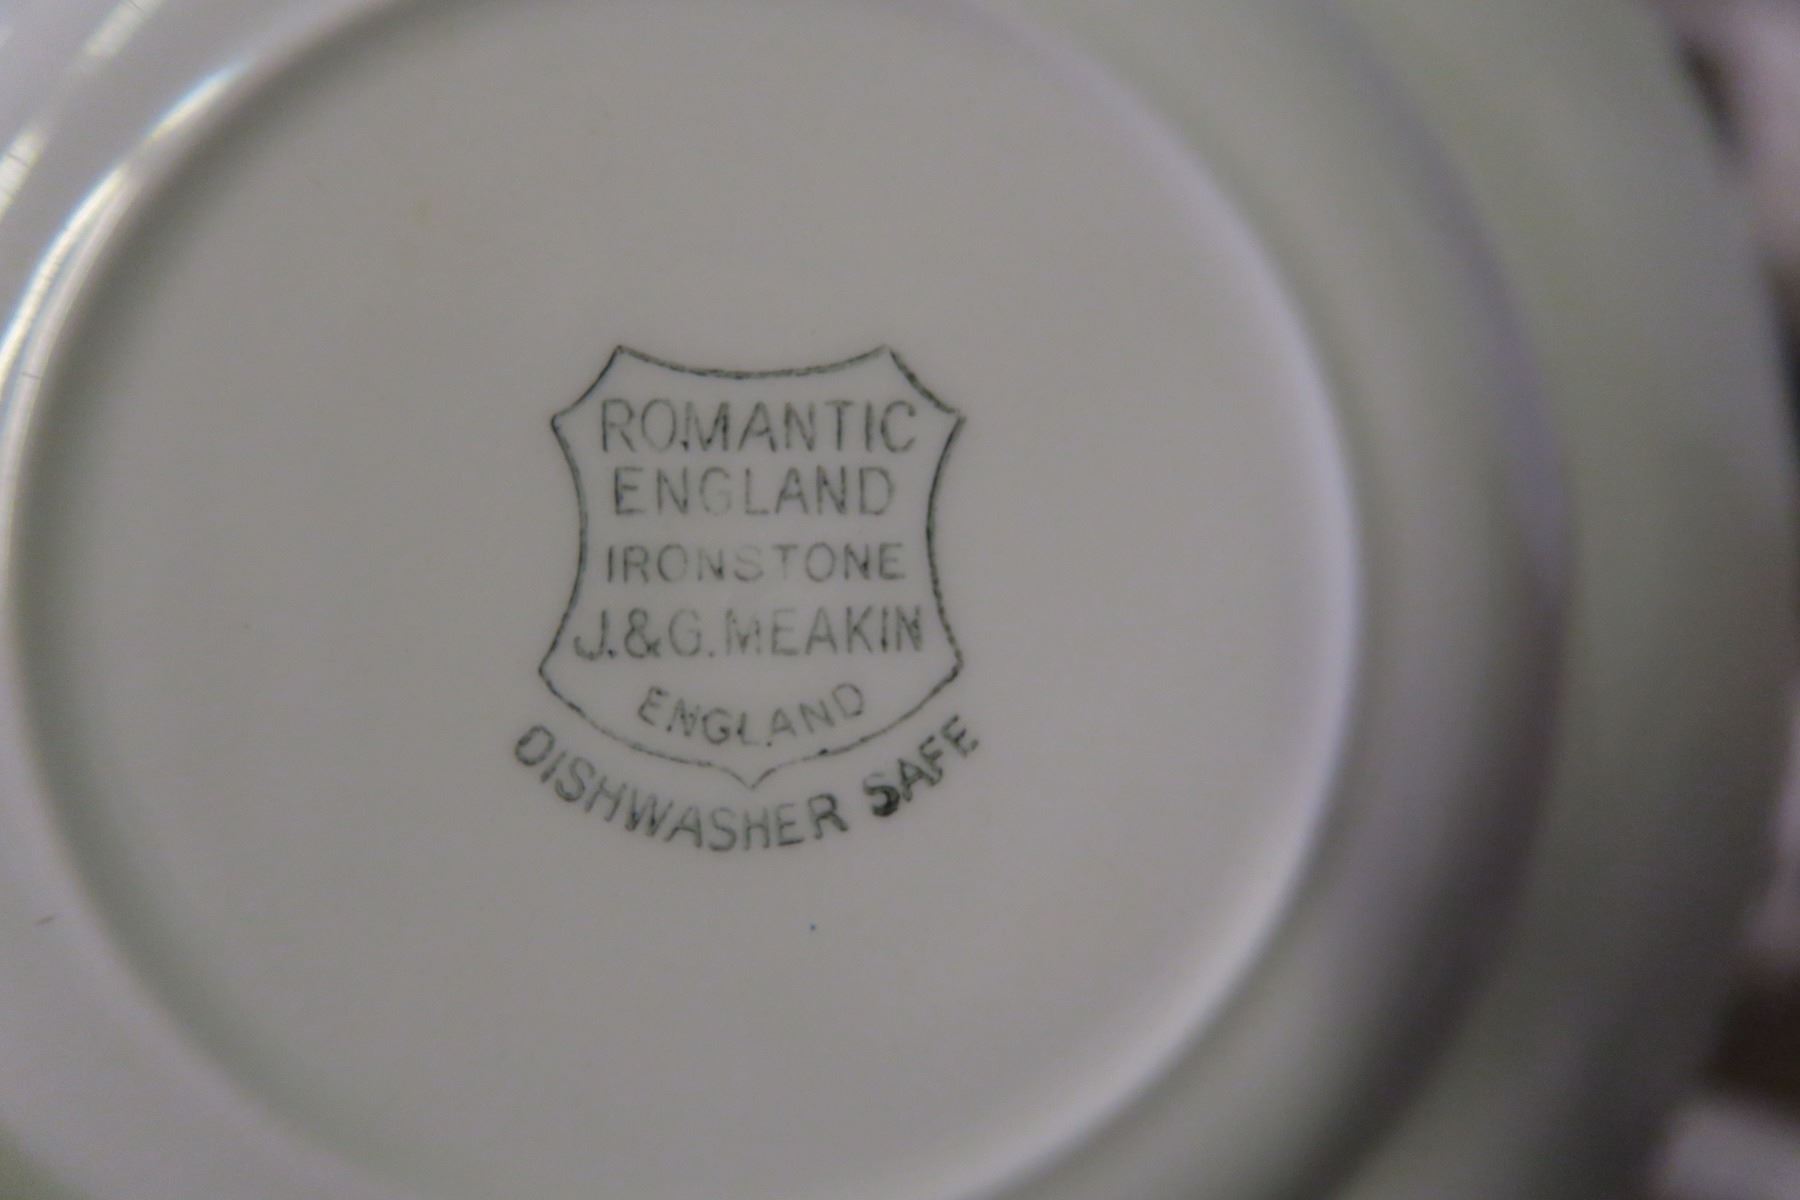 ROMANTIC
ENGLAND
IRONSTONE
J.&G.MEAKIN
ENGLAND
DISHWASHER SAFE